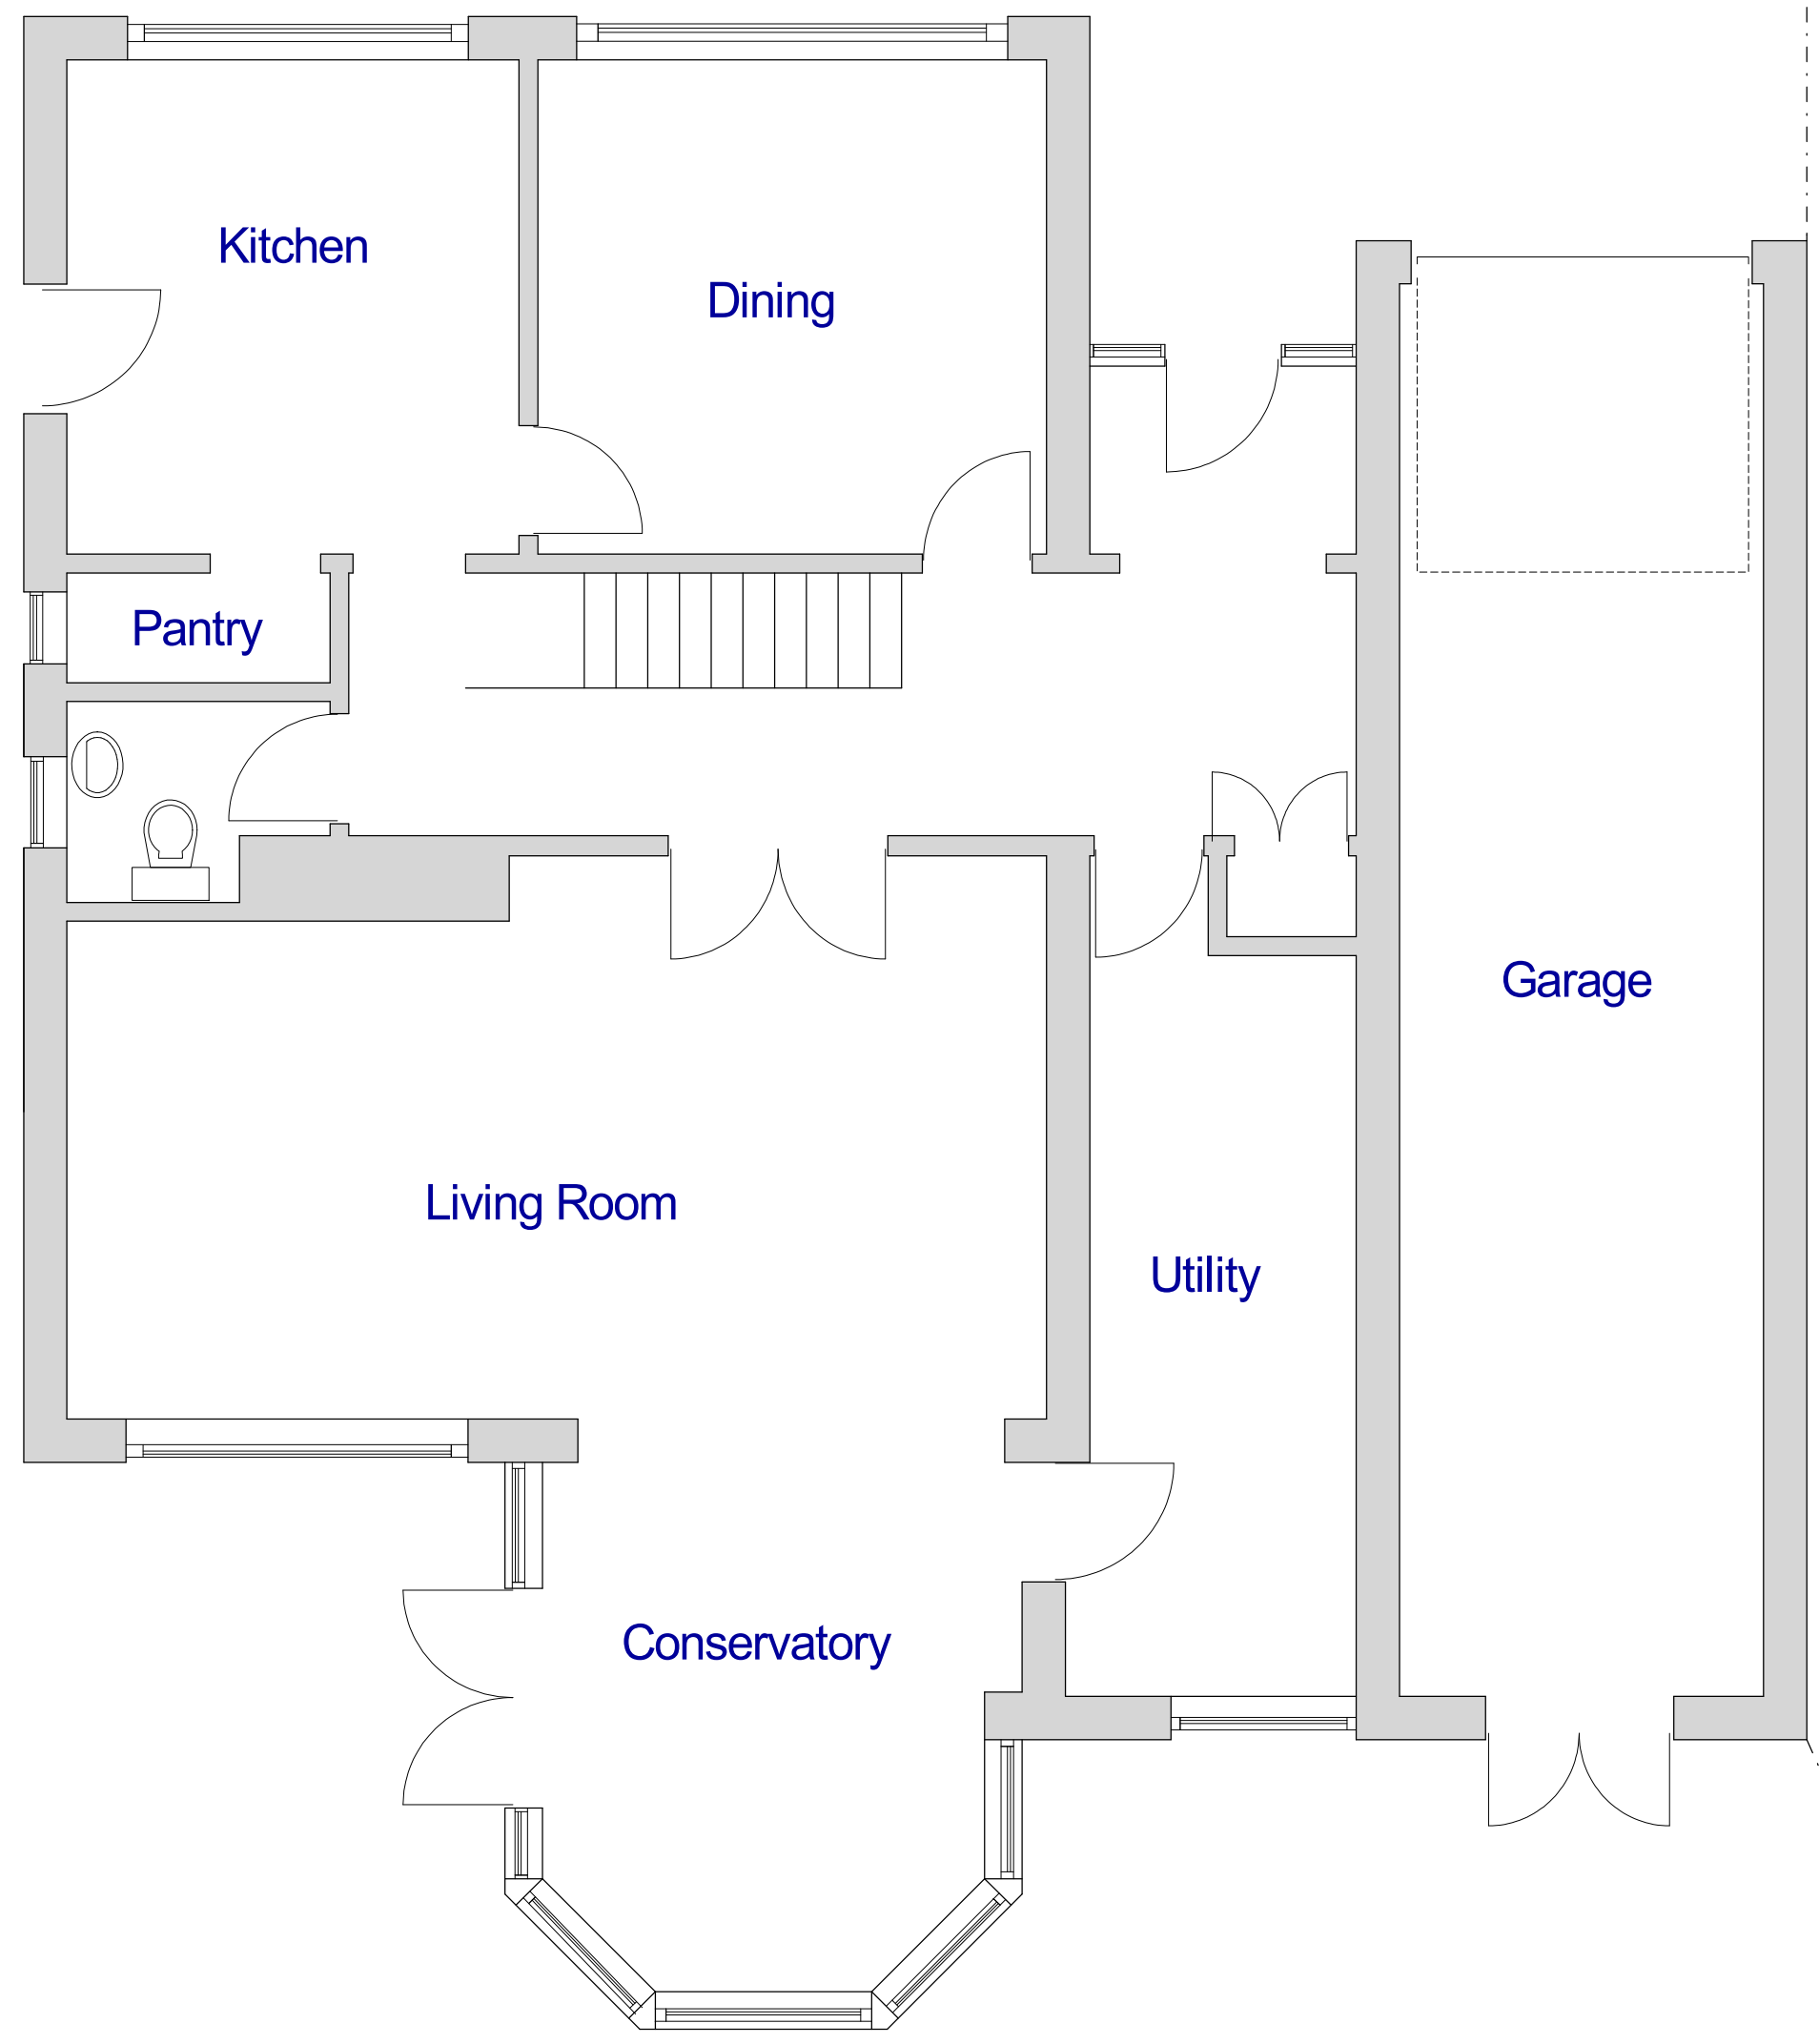 Kitchen
Dining
Pantry
Garage
Living Room
Utility
Conservatory